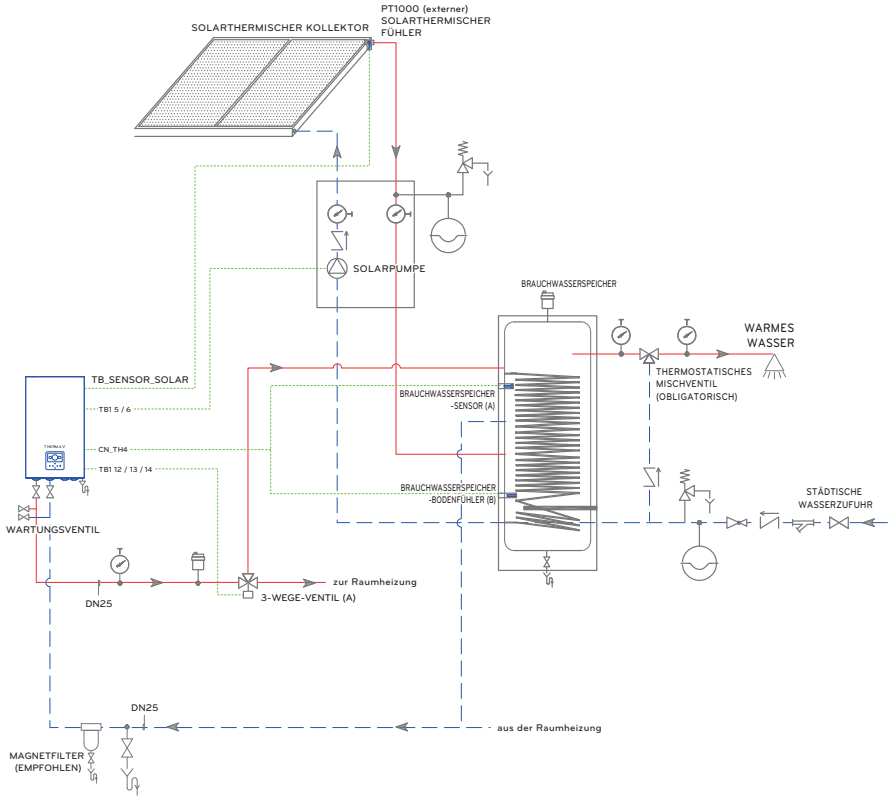 PT1000 (externer)
SOLARTHERMISCHER
FÜHLER
SOLARTHERMISCHER KOLLEKTOR
SOLARPUMPE
BRAUCHWASSERSPEICHER
WARMES
WASSER
THERMOSTATISCHES
MISCHVENTIL
(OBLIGATORISCH)
TB_SENSOR_SOLAR
TB1 5 / 6
BRAUCHWASSERSPEICHER
-SENSOR (A)
THERMA V
CN_TH4
TB1 12 / 13 / 14
BRAUCHWASSERSPEICHER
-BODENFÜHLER (B)
STÄDTISCHE
WASSERZUFUHR
WARTUNGSVENTIL
T
T
T
zur Raumheizung
DN25
3-WEGE-VENTIL (A)
DN25
aus der Raumheizung
MAGNETFILTER
(EMPFOHLEN)